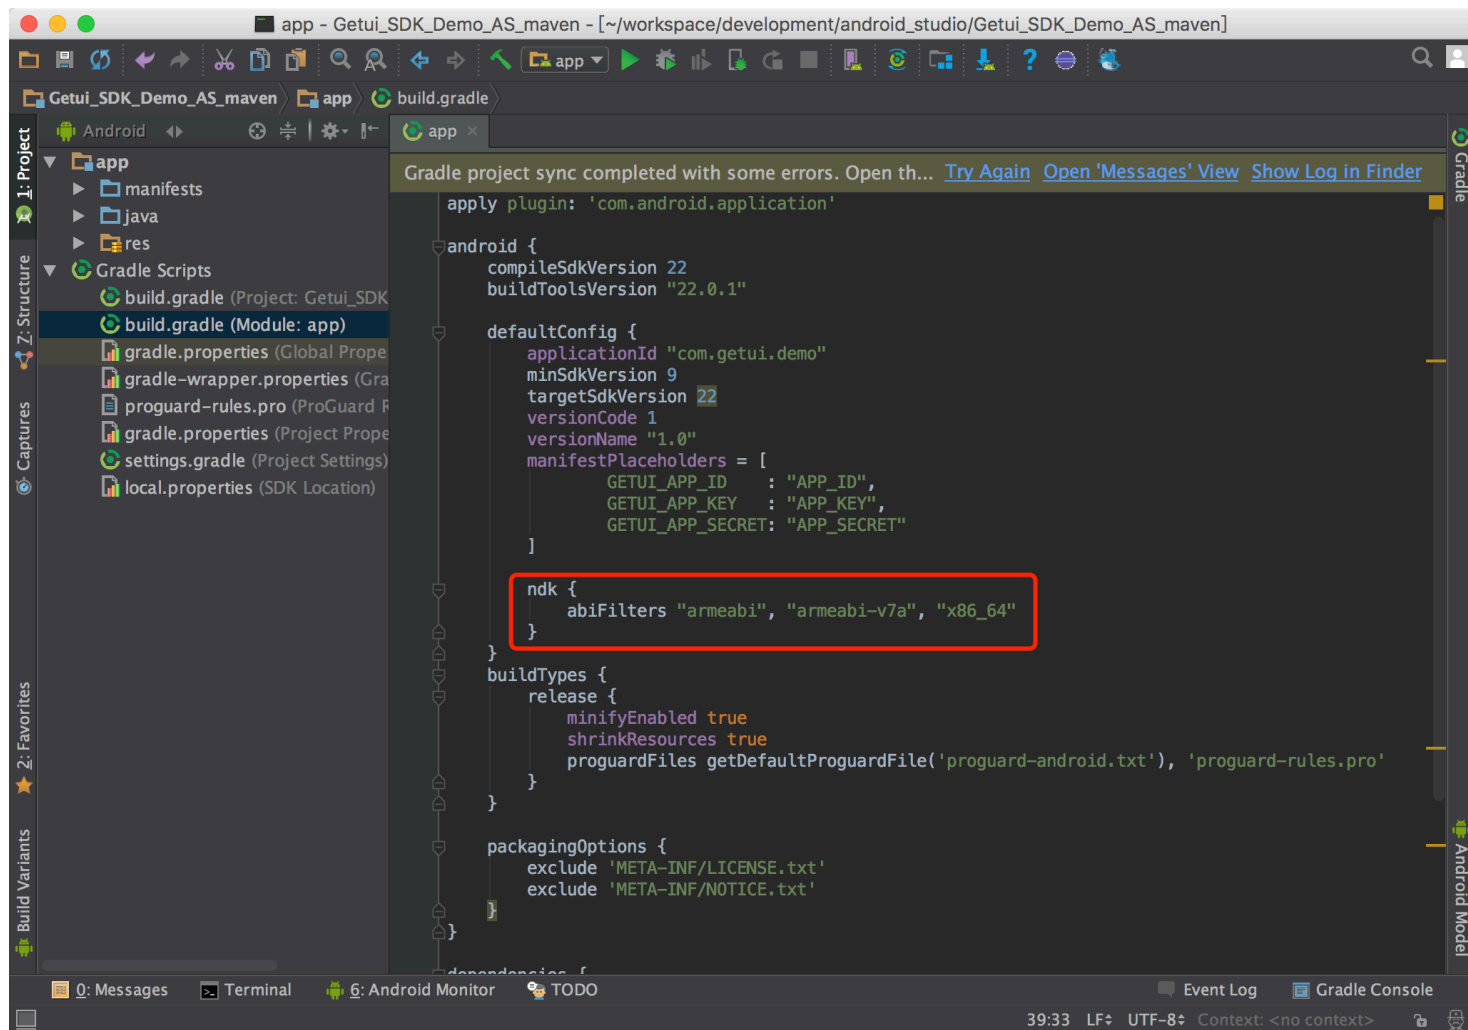 app - Getui_SDK_Demo_AS_maven - [~/workspace/development/android_studio/Getui_SDK_Demo_AS_maven]
app
Getui_SDK_Demo_AS_maven
app
build.gradle
Android
app
1: Project
Z: Structure
Captures
2: Favorites
Build Variants
app
manifests
java
res
Gradle Scripts
build.gradle (Project: Getui_SDK
build.gradle (Module: app)
gradle.properties (Global Prope
gradle-wrapper.properties (Gra
proguard-rules.pro (ProGuard R
gradle.properties (Project Prope
settings.gradle (Project Settings)
local.properties (SDK Location)
Gradle project sync completed with some errors. Open th... Try Again Open 'Messages' View Show Log in Finder
apply plugin: 'com.android.application'
android {
compileSdkVersion 22
buildToolsVersion "22.0.1"
defaultConfig {
applicationId "com.getui.demo"
minSdkVersion 9
targetSdkVersion 22
versionCode 1
versionName "1.0"
manifestPlaceholders = [
GETUI_APP_ID : "APP_ID",
GETUI_APP_KEY : "APP_KEY",
GETUI_APP_SECRET: "APP_SECRET"
]
ndk {
abiFilters "armeabi", "armeabi-v7a", "x86_64"
}
}
buildTypes {
release {
minifyEnabled true
shrinkResources true
proguardFiles getDefaultProguardFile('proguard-android.txt'), 'proguard-rules.pro'
}
}
packagingOptions {
exclude 'META-INF/LICENSE.txt'
exclude 'META-INF/NOTICE.txt'
}
}
dependencies {
Gradle
Android Model
0: Messages
Terminal
6: Android Monitor
TODO
Event Log
Gradle Console
39:33 LF UTF-8 Context: <no context>